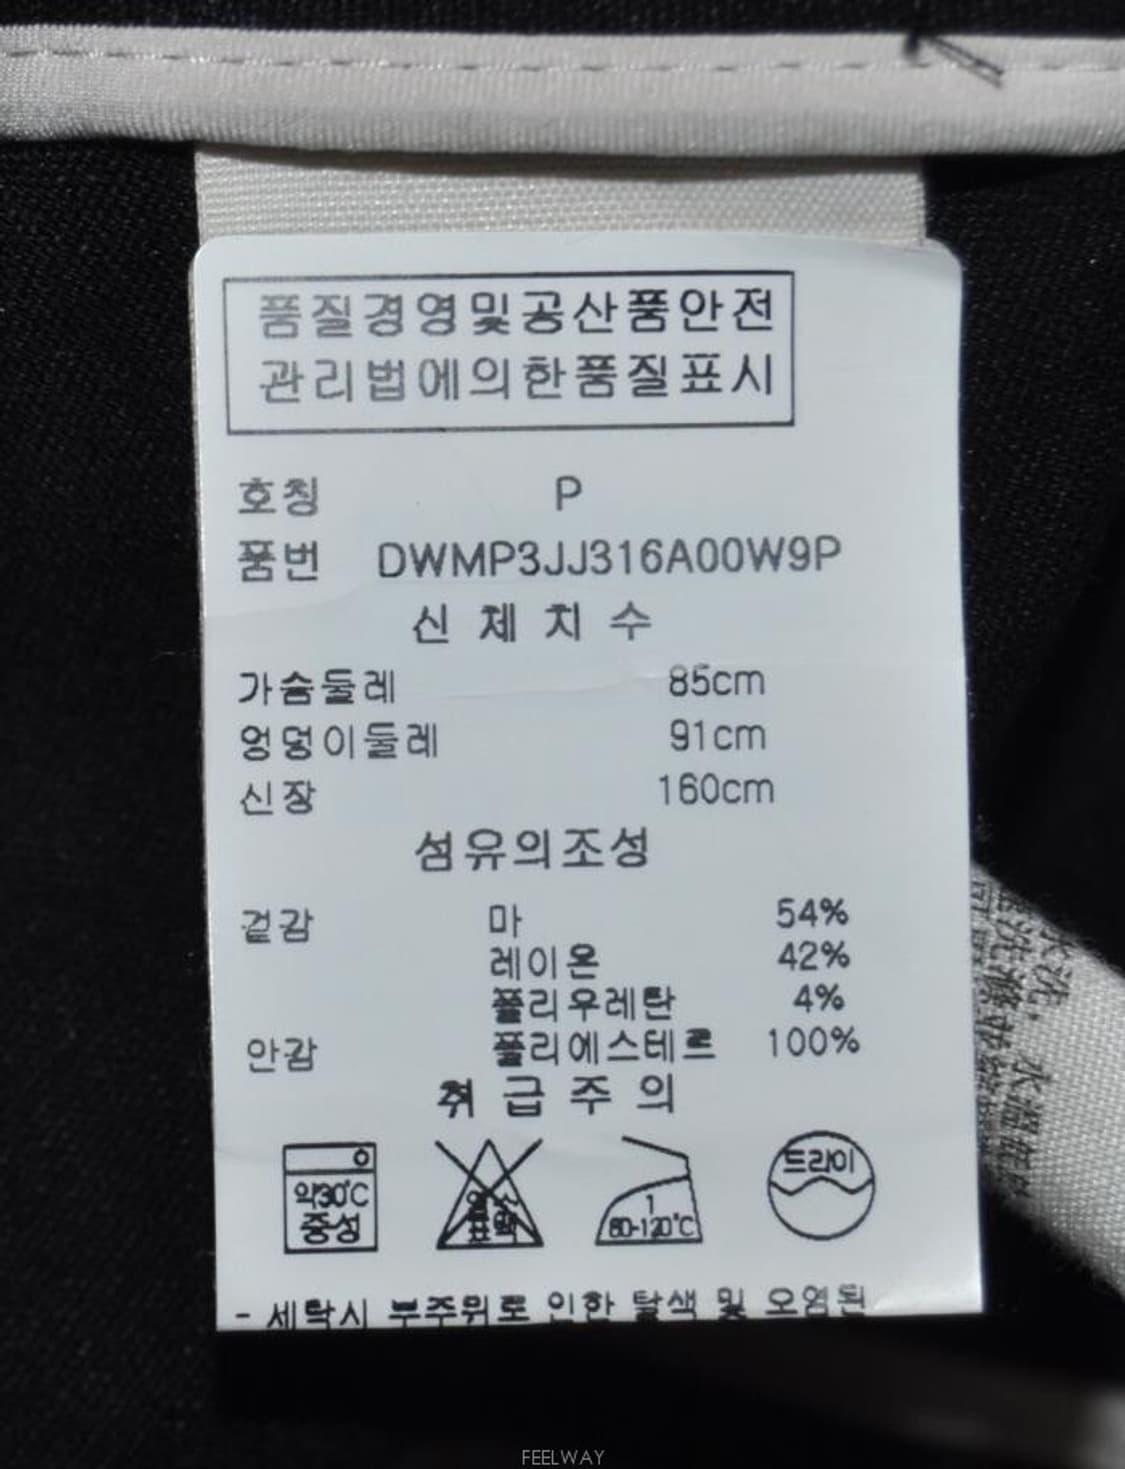 품질경영및공산품안전
관리법에의한품질표시
호칭 P
품번 DWMP3JJ316A00W9P
신 체 치 수
가슴둘레 85cm
엉덩이둘레 91cm
신장 160cm
섬유의조성
겉감 마 54%
레이온 42%
폴리우레탄 4%
안감 폴리에스테르 100%
취 급 주 의
약30℃
중성
염소
표백
1
80-120℃
드라이
- 세탁시 부주위로 인한 탈색 및 오염된
FEELWAY